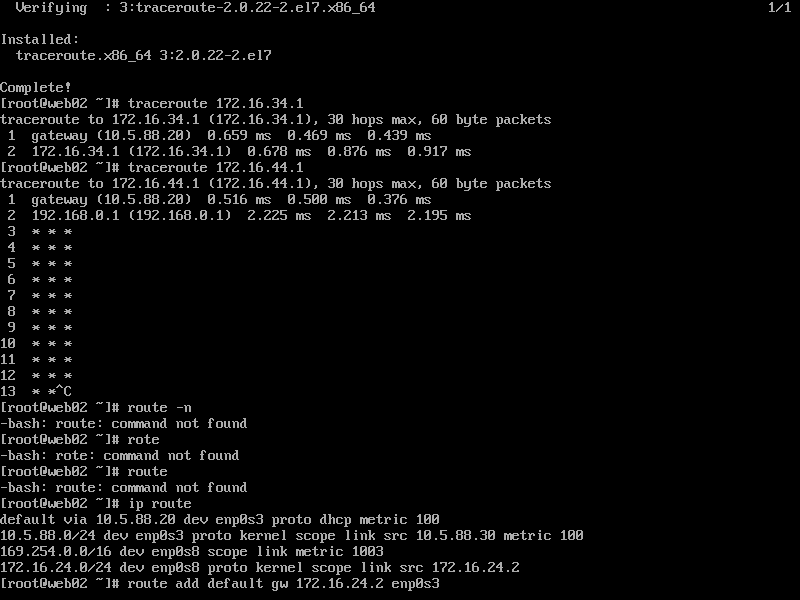 Verifying  : 3:traceroute-2.0.22-2.el7.x86_64                                                 1/1
Installed:
  traceroute.x86_64 3:2.0.22-2.el7
Complete!
[root@web02 ~]# traceroute 172.16.34.1
traceroute to 172.16.34.1 (172.16.34.1), 30 hops max, 60 byte packets
 1  gateway (10.5.88.20)  0.659 ms  0.469 ms  0.439 ms
 2  172.16.34.1 (172.16.34.1)  0.678 ms  0.876 ms  0.917 ms
[root@web02 ~]# traceroute 172.16.44.1
traceroute to 172.16.44.1 (172.16.44.1), 30 hops max, 60 byte packets
 1  gateway (10.5.88.20)  0.516 ms  0.500 ms  0.376 ms
 2  192.168.0.1 (192.168.0.1)  2.225 ms  2.213 ms  2.195 ms
 3  * * *
 4  * * *
 5  * * *
 6  * * *
 7  * * *
 8  * * *
 9  * * *
10  * * *
11  * * *
12  * * *
13  * *^C
[root@web02 ~]# route -n
-bash: route: command not found
[root@web02 ~]# rote
-bash: rote: command not found
[root@web02 ~]# route
-bash: route: command not found
[root@web02 ~]# ip route
default via 10.5.88.20 dev enp0s3 proto dhcp metric 100
10.5.88.0/24 dev enp0s3 proto kernel scope link src 10.5.88.30 metric 100
169.254.0.0/16 dev enp0s8 scope link metric 1003
172.16.24.0/24 dev enp0s8 proto kernel scope link src 172.16.24.2
[root@web02 ~]# route add default gw 172.16.24.2 enp0s3